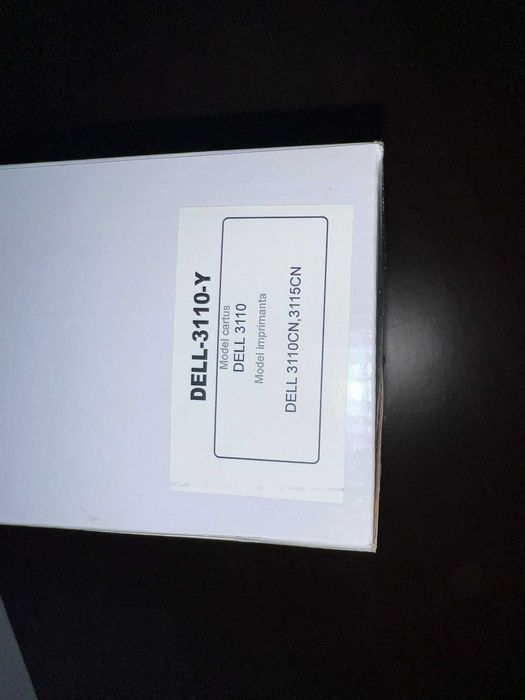 DELL-3110-Y
Model cartus
DELL 3110
Model imprimanta
DELL 3110CN,3115CN